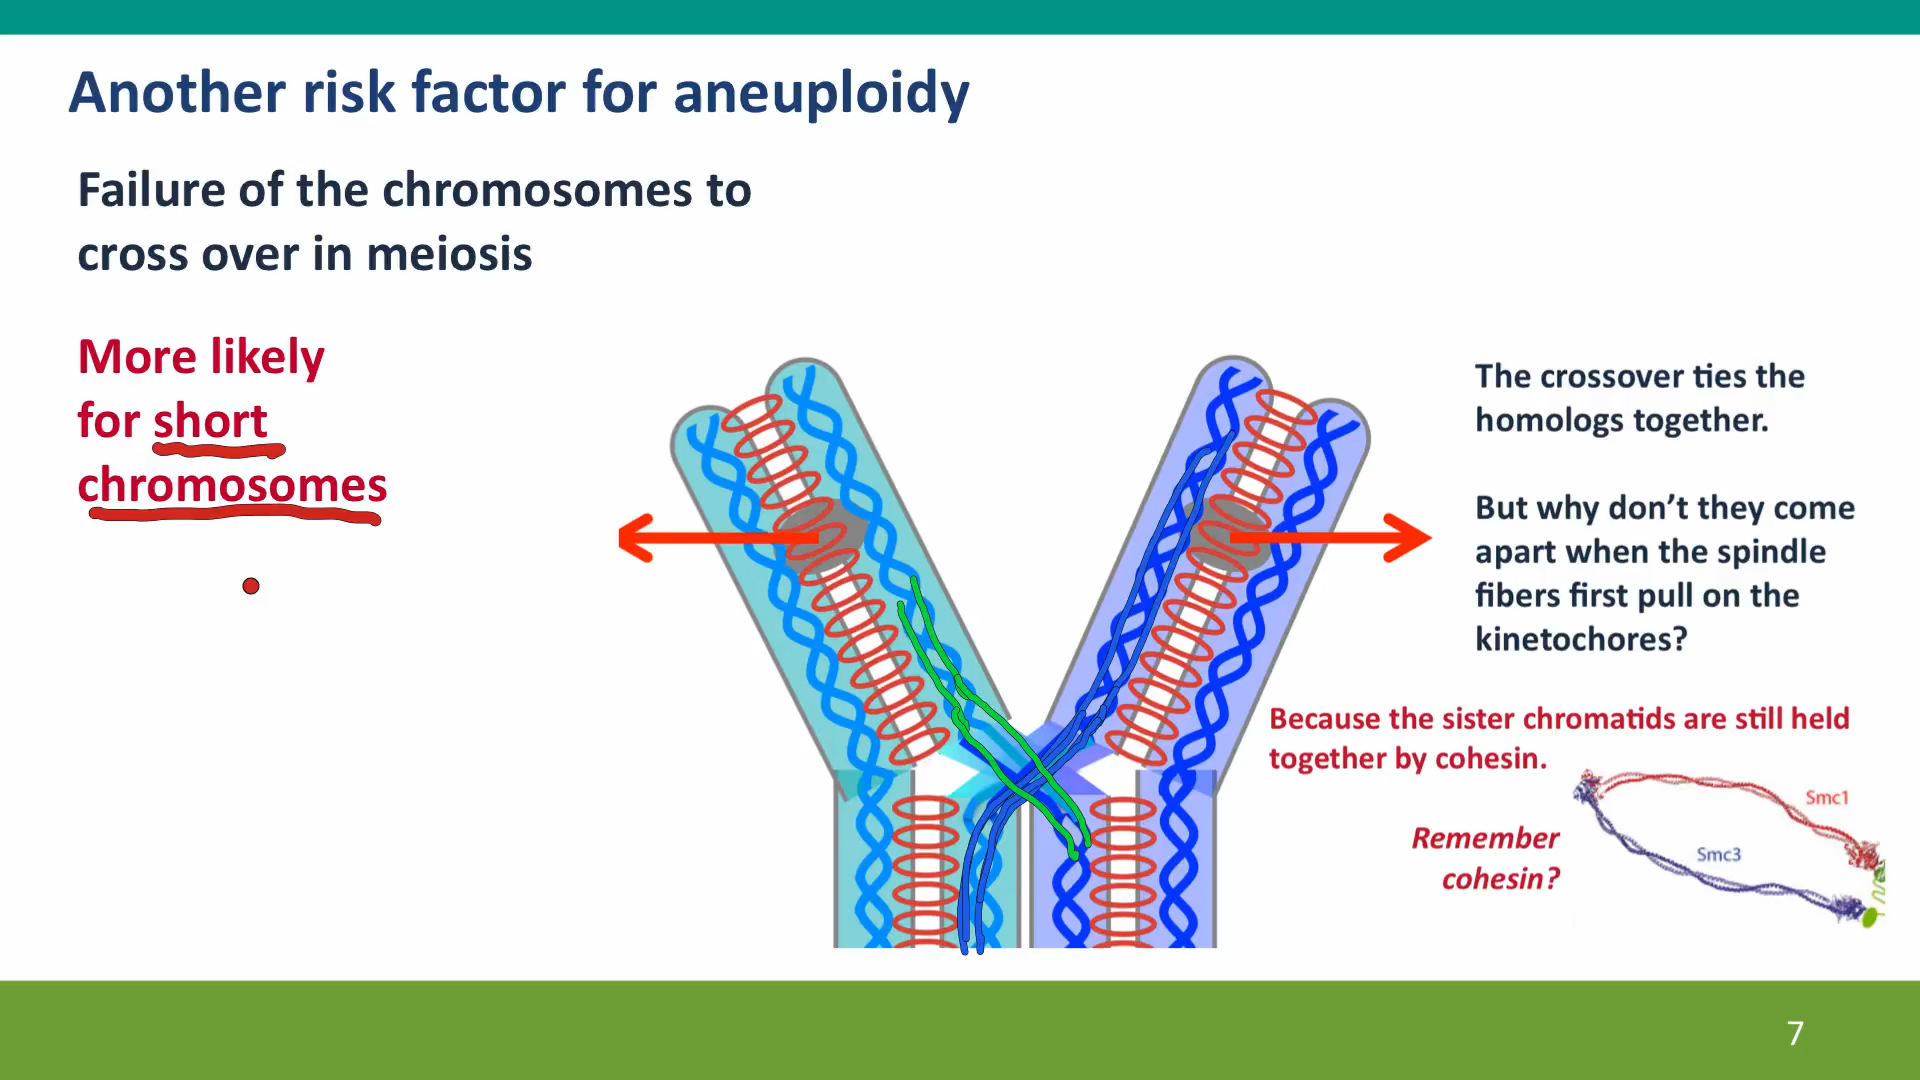 Another risk factor for aneuploidy
Failure of the chromosomes to
cross over in meiosis
More likely
for short
chromosomes
The crossover ties the
homologs together.
But why don’t they come
apart when the spindle
fibers first pull on the
kinetochores?
Because the sister chromatids are still held
together by cohesin.
Remember
cohesin?
Smc1
Smc3
7